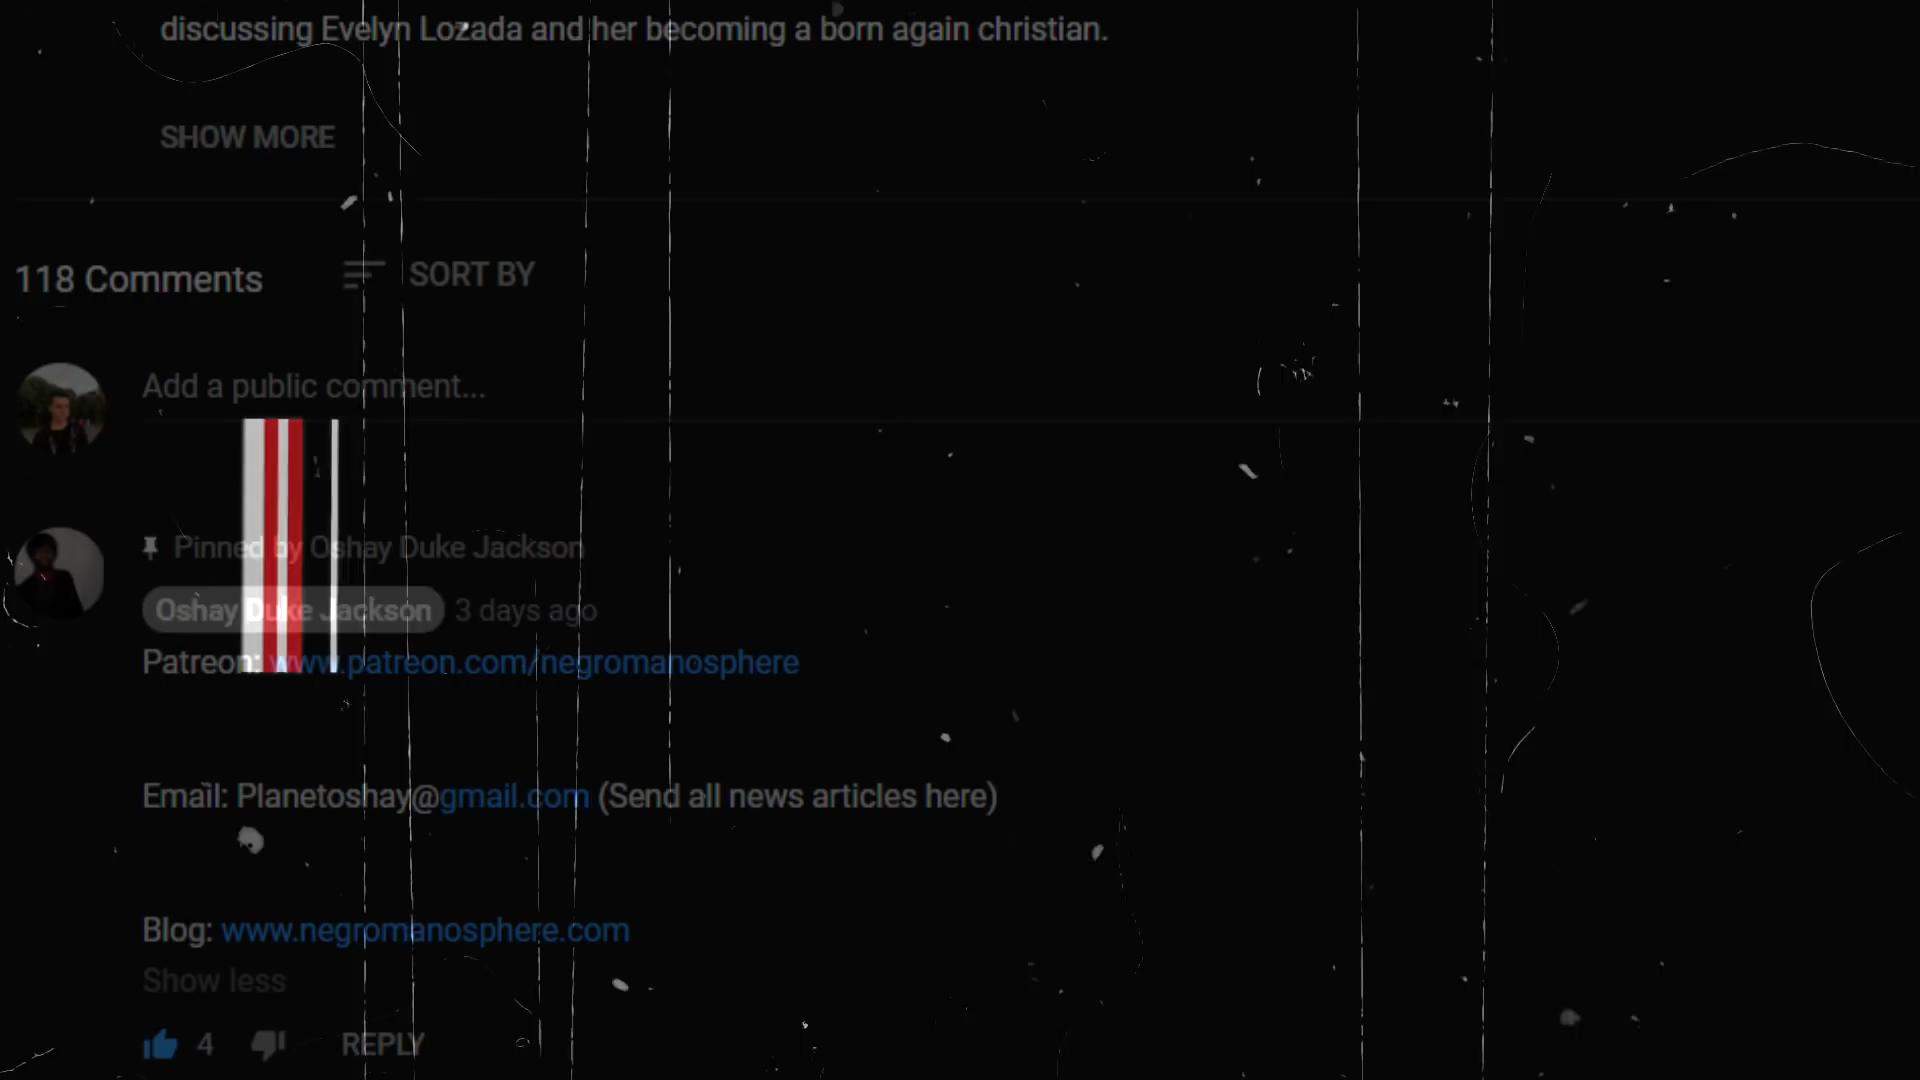 discussing Evelyn Lozada and her becoming a born again christian.
SHOW MORE
118 Comments
SORT BY
Add a public comment...
Pinned by Oshay Duke Jackson
Oshay Duke Jackson 3 days ago
Patreon: www.patreon.com/negromanosphere
Email: Planetoshay@gmail.com (Send all news articles here)
Blog: www.negromanosphere.com
Show less
4 REPLY